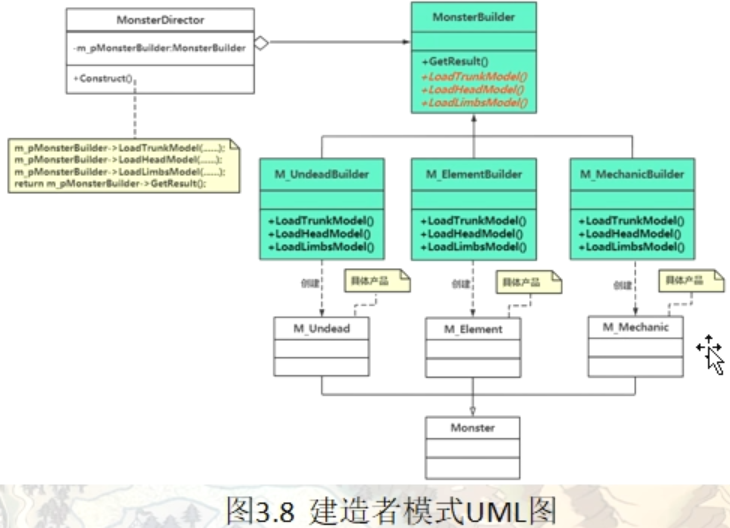 MonsterDirector
-m_pMonsterBuilder:MonsterBuilder
+Construct()
MonsterBuilder
+GetResult()
+LoadTrunkModel()
+LoadHeadModel()
+LoadLimbsModel()
m_pMonsterBuilder->LoadTrunkModel(......);
m_pMonsterBuilder->LoadHeadModel(......);
m_pMonsterBuilder->LoadLimbsModel(......);
return m_pMonsterBuilder->GetResult();
M_UndeadBuilder
+LoadTrunkModel()
+LoadHeadModel()
+LoadLimbsModel()
M_ElementBuilder
+LoadTrunkModel()
+LoadHeadModel()
+LoadLimbsModel()
M_MechanicBuilder
+LoadTrunkModel()
+LoadHeadModel()
+LoadLimbsModel()
创建
具体产品
创建
具体产品
创建
具体产品
M_Undead
M_Element
M_Mechanic
Monster
图3.8 建造者模式UML图